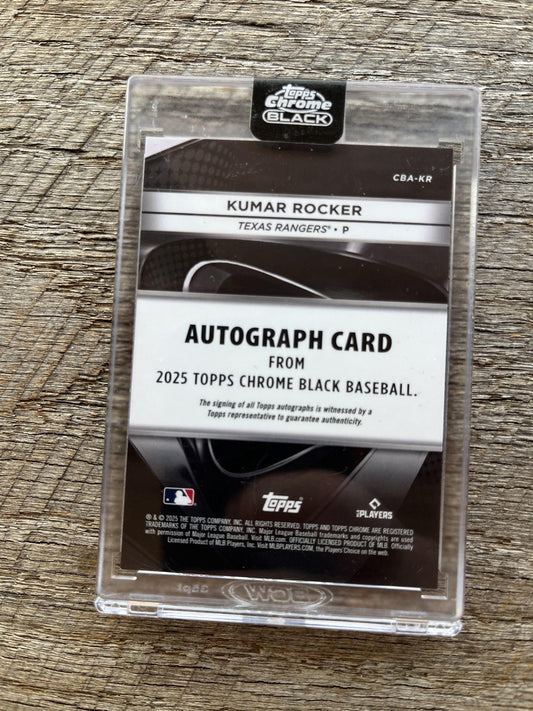 topps
Chrome
BLACK
CBA-KR
KUMAR ROCKER
TEXAS RANGERS® • P
AUTOGRAPH CARD
FROM
2025 TOPPS CHROME BLACK BASEBALL.
The signing of all Topps autographs is witnessed by a
Topps representative to guarantee authenticity.
topps
PLAYERS
® & © 2025 THE TOPPS COMPANY, INC. ALL RIGHTS RESERVED. TOPPS AND TOPPS CHROME ARE REGISTERED
TRADEMARKS OF THE TOPPS COMPANY, INC. Major League Baseball trademarks and copyrights are used
with permission of Major League Baseball. Visit MLB.com. OFFICIALLY LICENSED PRODUCT OF MLB. Officially
Licensed Product of MLB Players, Inc. Visit MLBPLAYERS.COM, the Players Choice on the web.